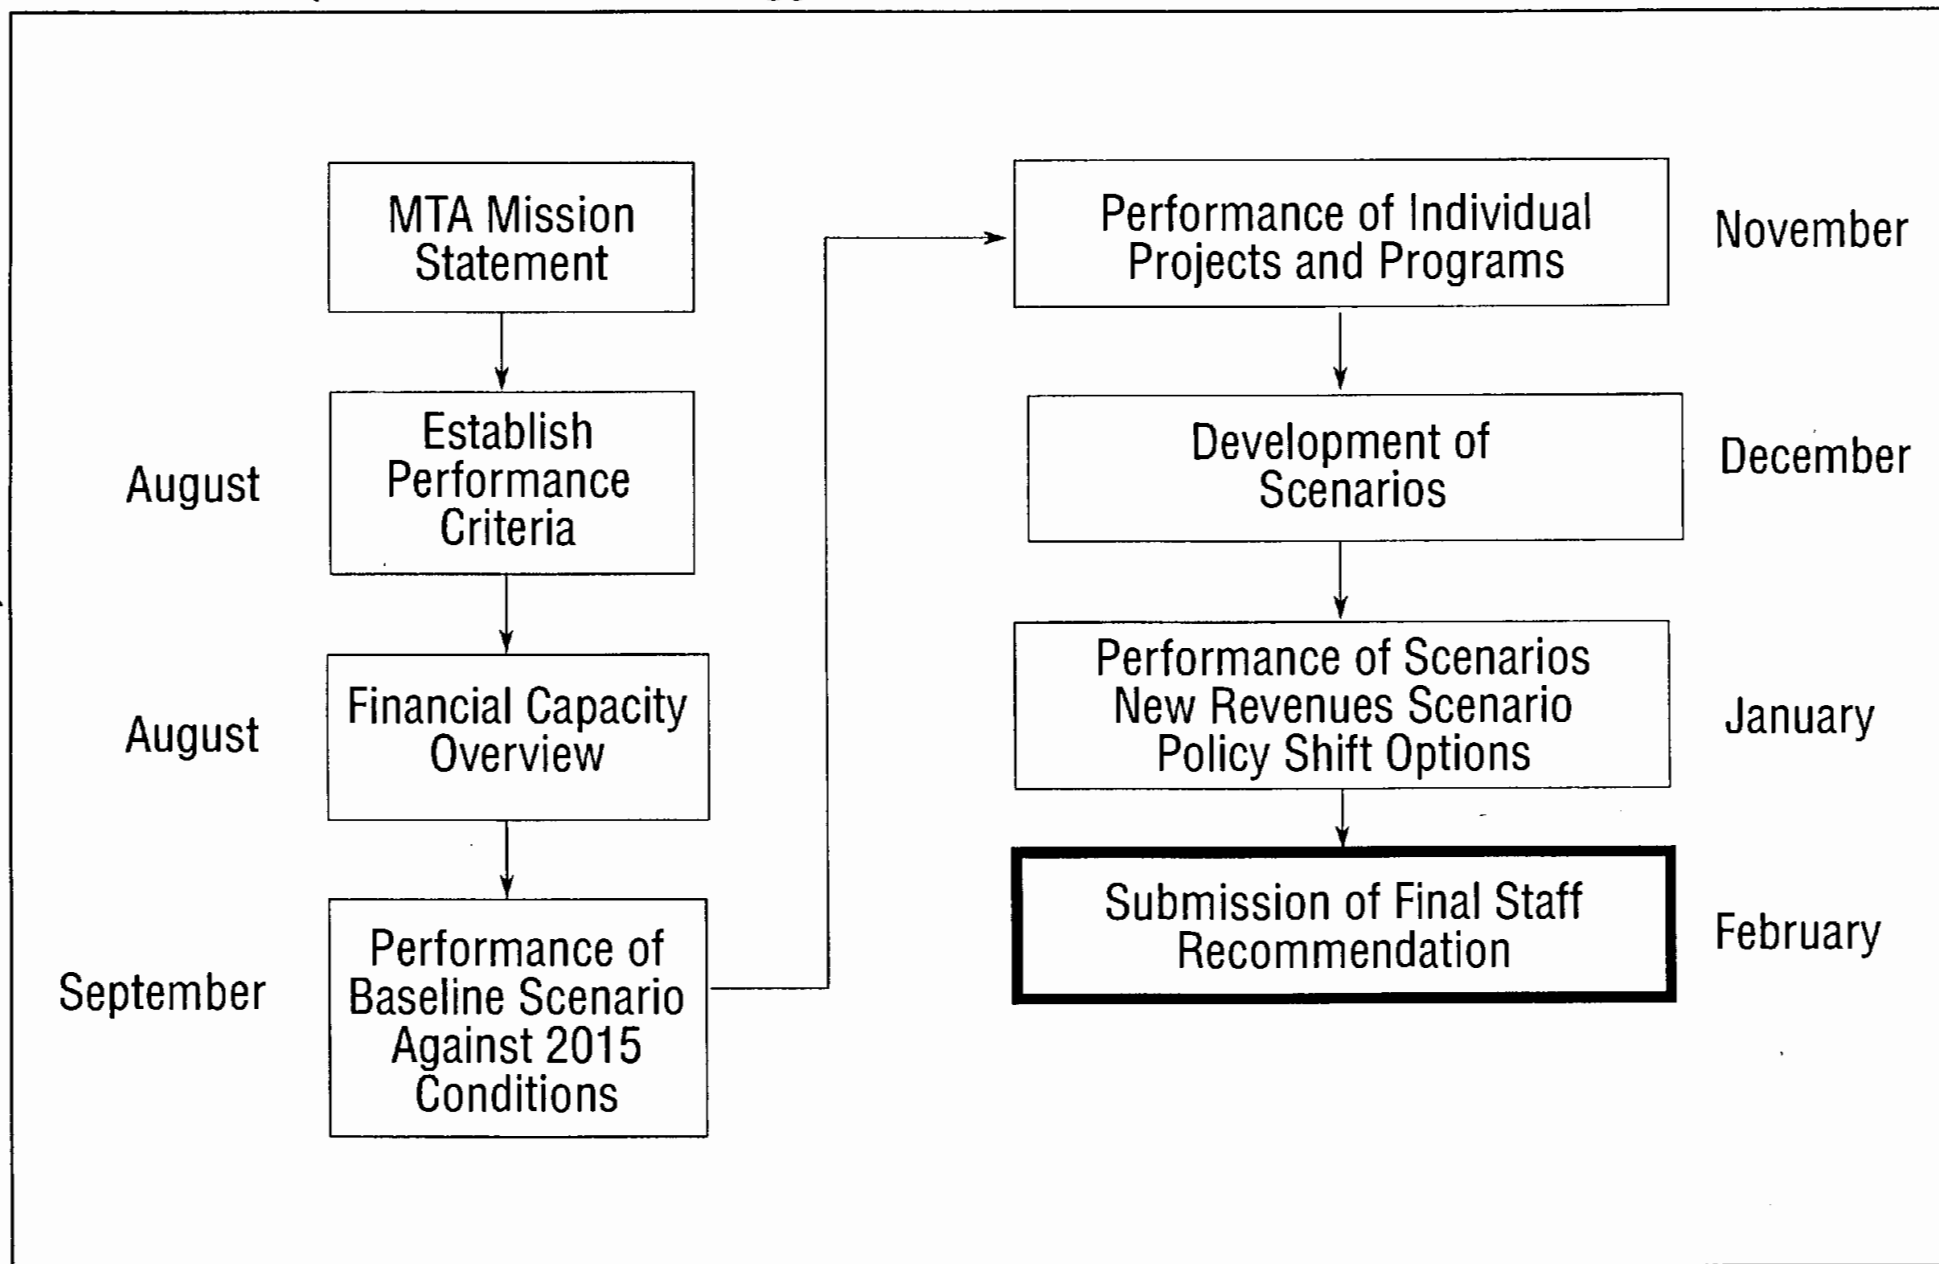 MTA Mission
Statement
August
Establish
Performance
Criteria
August
Financial Capacity
Overview
September
Performance of
Baseline Scenario
Against 2015
Conditions
Performance of Individual
Projects and Programs
November
Development of
Scenarios
December
Performance of Scenarios
New Revenues Scenario
Policy Shift Options
January
Submission of Final Staff
Recommendation
February